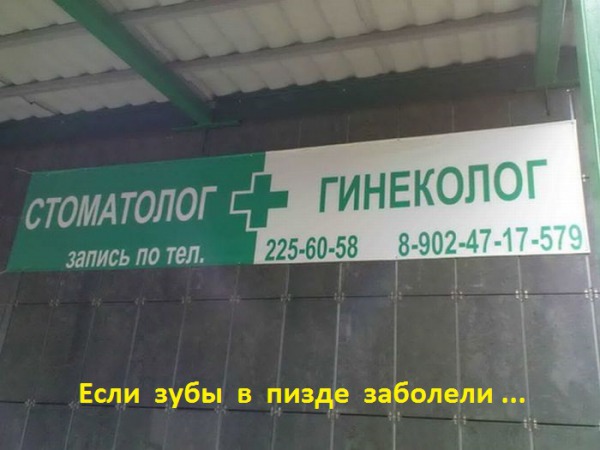 СТОМАТОЛОГ ГИНЕКОЛОГ
запись по тел. 225-60-58 8-902-47-17-579
Если зубы в пизде заболели ...